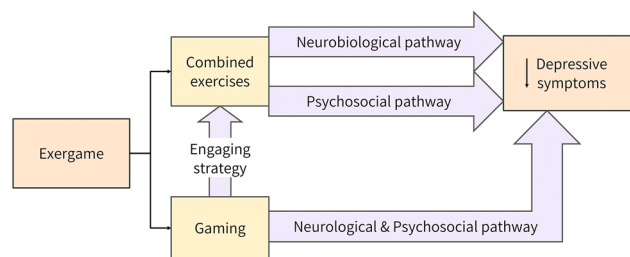 Combined
exercises
Neurobiological pathway
Psychosocial pathway
↓ Depressive
symptoms
Exergame
Engaging
strategy
Gaming
Neurological & Psychosocial pathway